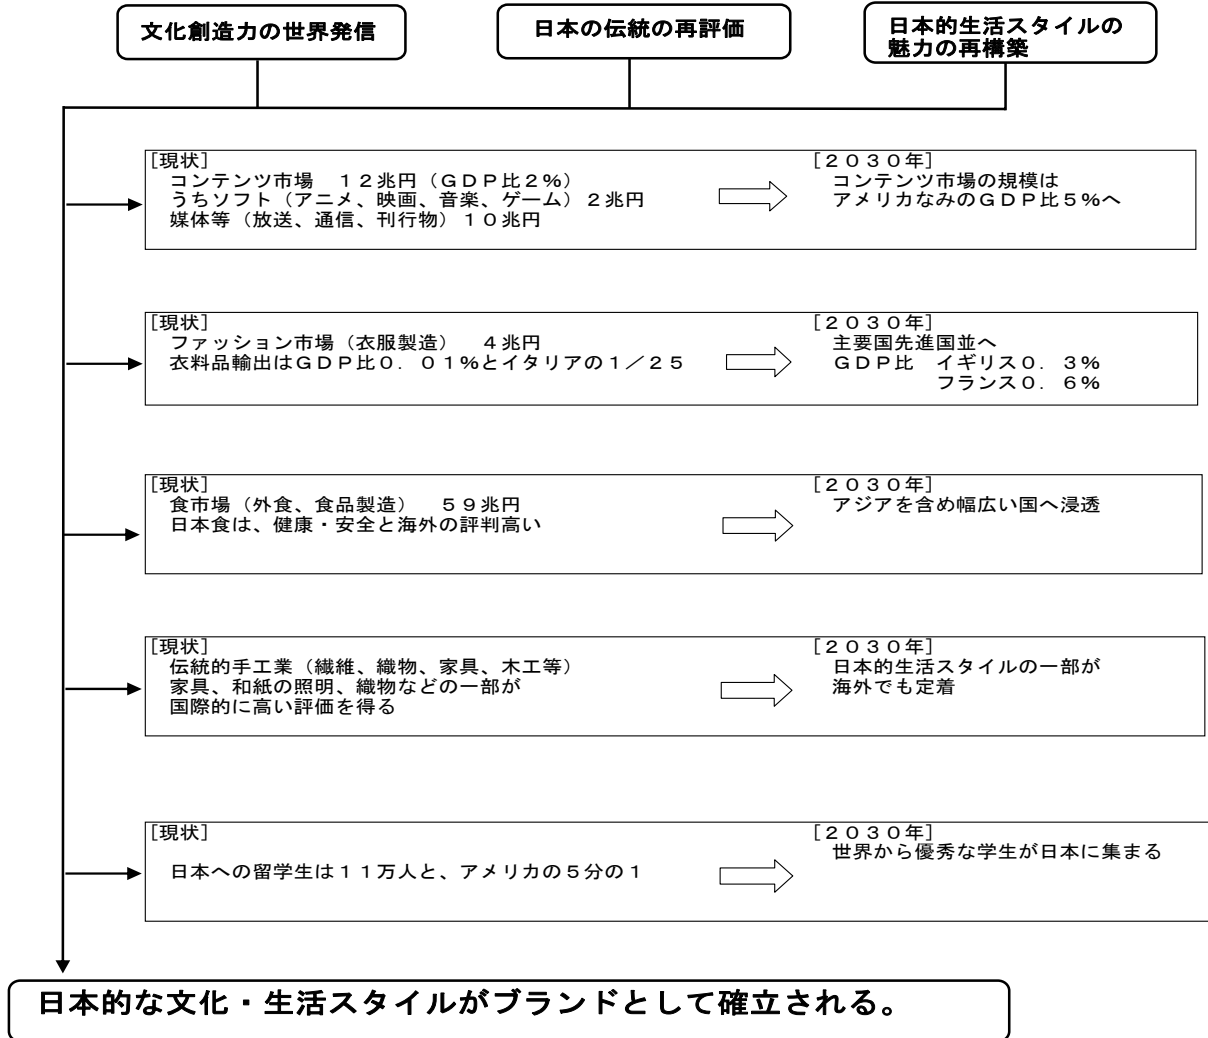 文化創造力の世界発信
日本の伝統の再評価
日本的生活スタイルの
魅力の再構築
[現状]
コンテンツ市場　１２兆円（ＧＤＰ比２％）
うちソフト（アニメ、映画、音楽、ゲーム）２兆円
媒体等（放送、通信、刊行物）１０兆円
[２０３０年]
コンテンツ市場の規模は
アメリカなみのＧＤＰ比５％へ
[現状]
ファッション市場（衣服製造）　４兆円
衣料品輸出はＧＤＰ比０．０１％とイタリアの１／２５
[２０３０年]
主要国先進国並へ
ＧＤＰ比　イギリス０．３％
フランス０．６％
[現状]
食市場（外食、食品製造）　５９兆円
日本食は、健康・安全と海外の評判高い
[２０３０年]
アジアを含め幅広い国へ浸透
[現状]
伝統的手工業（繊維、織物、家具、木工等）
家具、和紙の照明、織物などの一部が
国際的に高い評価を得る
[２０３０年]
日本的生活スタイルの一部が
海外でも定着
[現状]
日本への留学生は１１万人と、アメリカの５分の１
[２０３０年]
世界から優秀な学生が日本に集まる
日本的な文化・生活スタイルがブランドとして確立される。